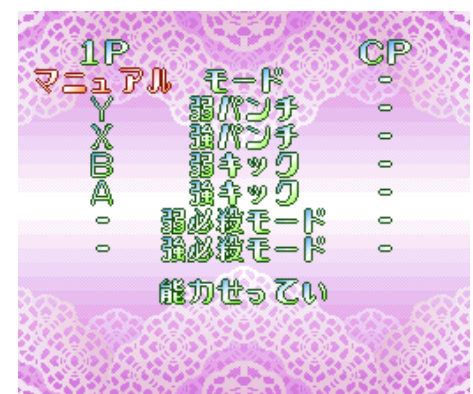 1P CP
マニュアル モード -
Y 弱パンチ -
X 強パンチ -
B 弱キック -
A 強キック -
- 弱必殺モード -
- 強必殺モード -
能力せってい